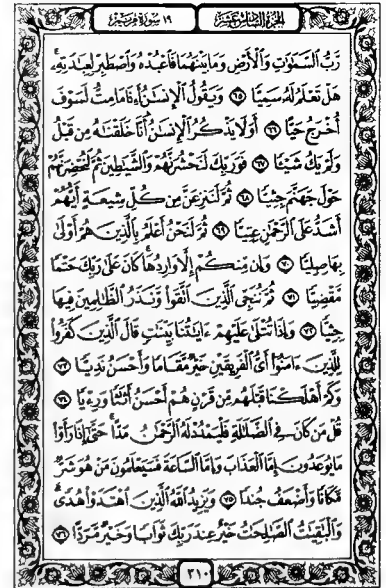 الجزء السادس عشر ١٩ سورة مريم
رَّبُّ ٱلسَّمَٰوَٰتِ وَٱلْأَرْضِ وَمَا بَيْنَهُمَا فَٱعْبُدْهُ وَٱصْطَبِرْ لِعِبَٰدَتِهِۦ ۚ
هَلْ تَعْلَمُ لَهُۥ سَمِيًّا ٦٥ وَيَقُولُ ٱلْإِنسَٰنُ أَءِذَا مَا مِتُّ لَسَوْفَ
أُخْرَجُ حَيًّا ٦٦ أَوَلَا يَذْكُرُ ٱلْإِنسَٰنُ أَنَّا خَلَقْنَٰهُ مِن قَبْلُ
وَلَمْ يَكُ شَيْـًٔا ٦٧ فَوَرَبِّكَ لَنَحْشُرَنَّهُمْ وَٱلشَّيَٰطِينَ ثُمَّ لَنُحْضِرَنَّهُمْ
حَوْلَ جَهَنَّمَ جِثِيًّا ٦٨ ثُمَّ لَنَنزِعَنَّ مِن كُلِّ شِيعَةٍ أَيُّهُمْ
أَشَدُّ عَلَى ٱلرَّحْمَٰنِ عِتِيًّا ٦٩ ثُمَّ لَنَحْنُ أَعْلَمُ بِٱلَّذِينَ هُمْ أَوْلَىٰ
بِهَا صِلِيًّا ٧٠ وَإِن مِّنكُمْ إِلَّا وَارِدُهَا ۚ كَانَ عَلَىٰ رَبِّكَ حَتْمًا
مَّقْضِيًّا ٧١ ثُمَّ نُنَجِّى ٱلَّذِينَ ٱتَّقَوا۟ وَّنَذَرُ ٱلظَّٰلِمِينَ فِيهَا
جِثِيًّا ٧٢ وَإِذَا تُتْلَىٰ عَلَيْهِمْ ءَايَٰتُنَا بَيِّنَٰتٍ قَالَ ٱلَّذِينَ كَفَرُوا۟
لِلَّذِينَ ءَامَنُوٓا۟ أَىُّ ٱلْفَرِيقَيْنِ خَيْرٌ مَّقَامًا وَأَحْسَنُ نَدِيًّا ٧٣
وَكَمْ أَهْلَكْنَا قَبْلَهُم مِّن قَرْنٍ هُمْ أَحْسَنُ أَثَٰثًا وَرِءْيًا ٧٤
قُلْ مَن كَانَ فِى ٱلضَّلَٰلَةِ فَلْيَمْدُدْ لَهُ ٱلرَّحْمَٰنُ مَدًّا ۚ حَتَّىٰٓ إِذَا رَأَوْا۟
مَا يُوعَدُونَ إِمَّا ٱلْعَذَابَ وَإِمَّا ٱلسَّاعَةَ فَسَيَعْلَمُونَ مَنْ هُوَ شَرٌّ
مَّكَانًا وَأَضْعَفُ جُندًا ٧٥ وَيَزِيدُ ٱللَّهُ ٱلَّذِينَ ٱهْتَدَوْا۟ هُدًى ۗ
وَٱلْبَٰقِيَٰتُ ٱلصَّٰلِحَٰتُ خَيْرٌ عِندَ رَبِّكَ ثَوَابًا وَخَيْرٌ مَّرَدًّا ٧٦
٣١٠